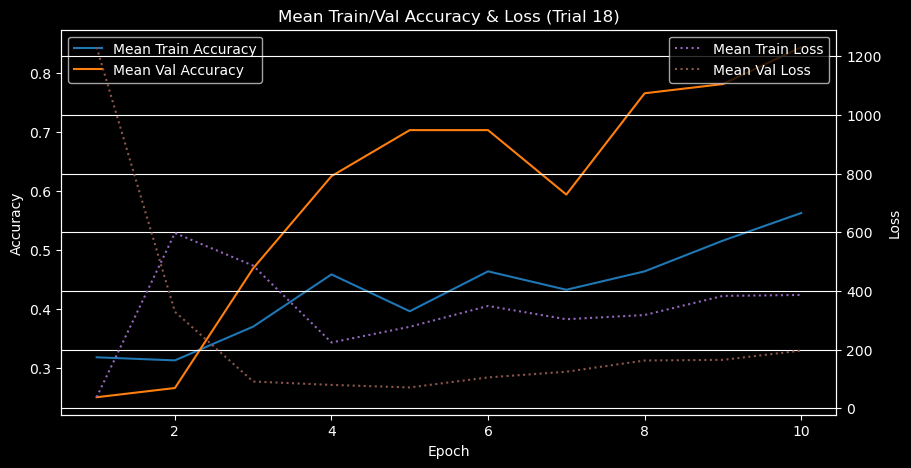 Mean Train/Val Accuracy & Loss (Trial 18)
Mean Train Accuracy
Mean Val Accuracy
Mean Train Loss
Mean Val Loss
0.8
0.7
0.6
0.5
0.4
0.3
Accuracy
1200
1000
800
600
400
200
0
Loss
2 4 6 8 10
Epoch